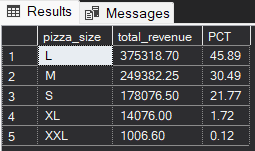 Results Messages
pizza_size total_revenue PCT
1 L 375318.70 45.89
2 M 249382.25 30.49
3 S 178076.50 21.77
4 XL 14076.00 1.72
5 XXL 1006.60 0.12